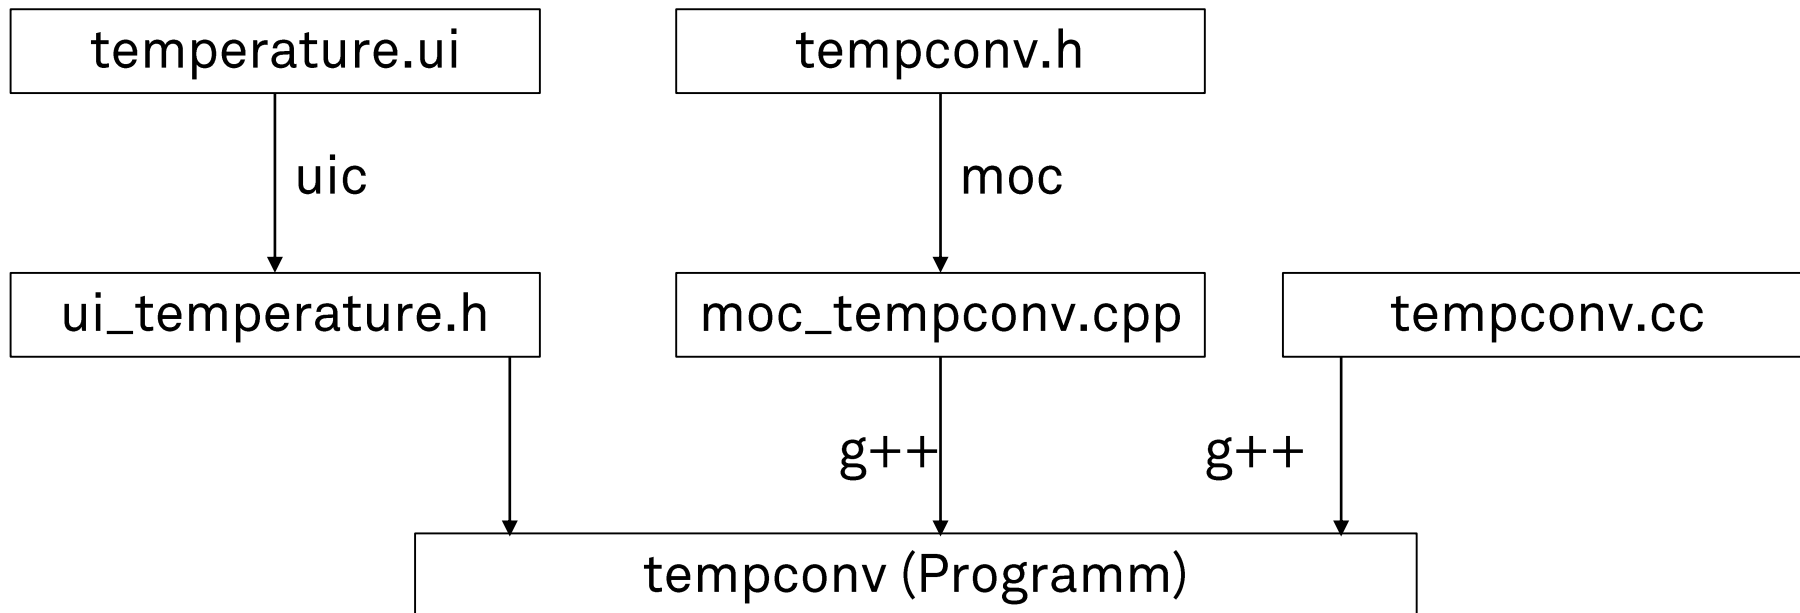 temperature.ui
tempconv.h
uic
moc
ui_temperature.h
moc_tempconv.cpp
tempconv.cc
g++
g++
tempconv (Programm)